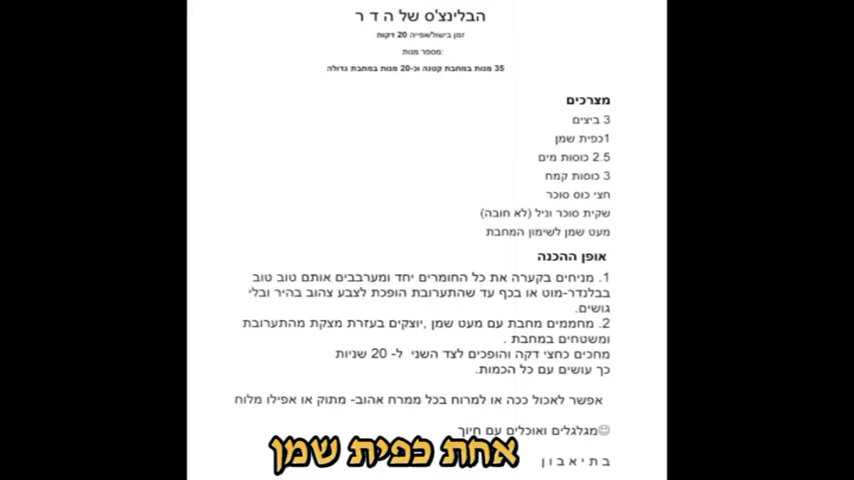 הבלינצ'ס של ה ד ר
זמן בישול/אפייה 20 דקות
מספר מנות:
35 מנות במחבת קטנה וכ-20 מנות במחבת גדולה
מצרכים
3 ביצים
1כפית שמן
2.5 כוסות מים
3 כוסות קמח
חצי כוס סוכר
שקית סוכר וניל (לא חובה)
מעט שמן לשימון המחבת
אופן ההכנה
1. מניחים בקערה את כל החומרים יחד ומערבבים אותם טוב טוב
בבלנדר-מוט או בכף עד שהתערובת הופכת לצבע צהוב בהיר ובלי
גושים.
2. מחממים מחבת עם מעט שמן ,יוצקים בעזרת מצקת מהתערובת
ומשטחים במחבת .
מחכים כחצי דקה והופכים לצד השני ל- 20 שניות
כך עושים עם כל הכמות.
אפשר לאכול ככה או למרוח בכל ממרח אהוב- מתוק או אפילו מלוח
☺מגלגלים ואוכלים עם חיוך
אחת כפית שמן
ב ת י א ב ו ן